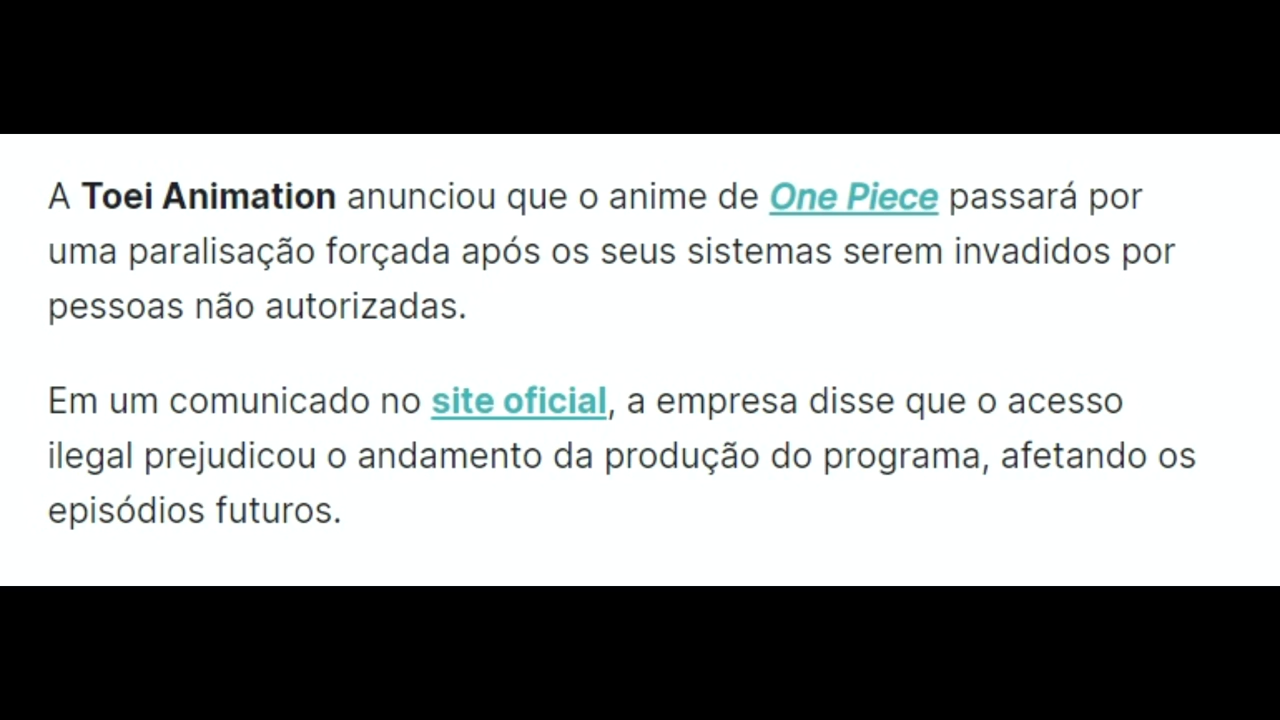 A Toei Animation anunciou que o anime de One Piece passará por
uma paralisação forçada após os seus sistemas serem invadidos por
pessoas não autorizadas.
Em um comunicado no site oficial, a empresa disse que o acesso
ilegal prejudicou o andamento da produção do programa, afetando os
episódios futuros.